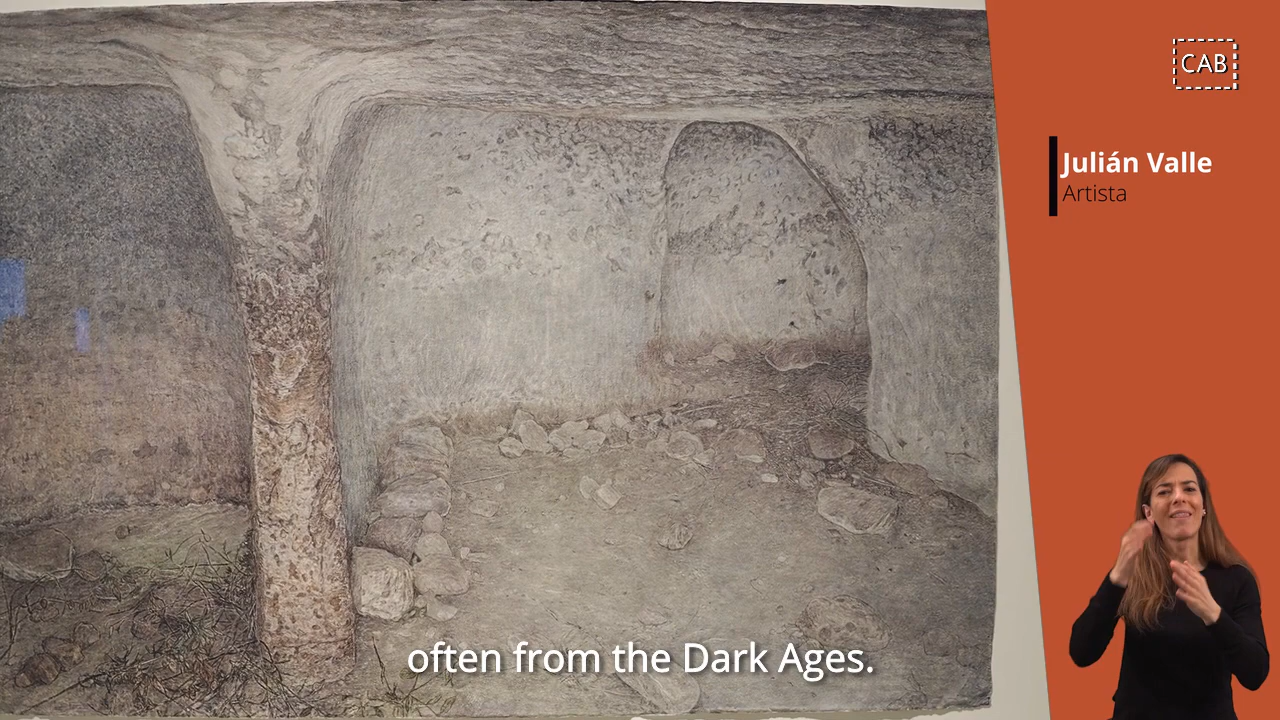 CAB
Julián Valle
Artista
often from the Dark Ages.